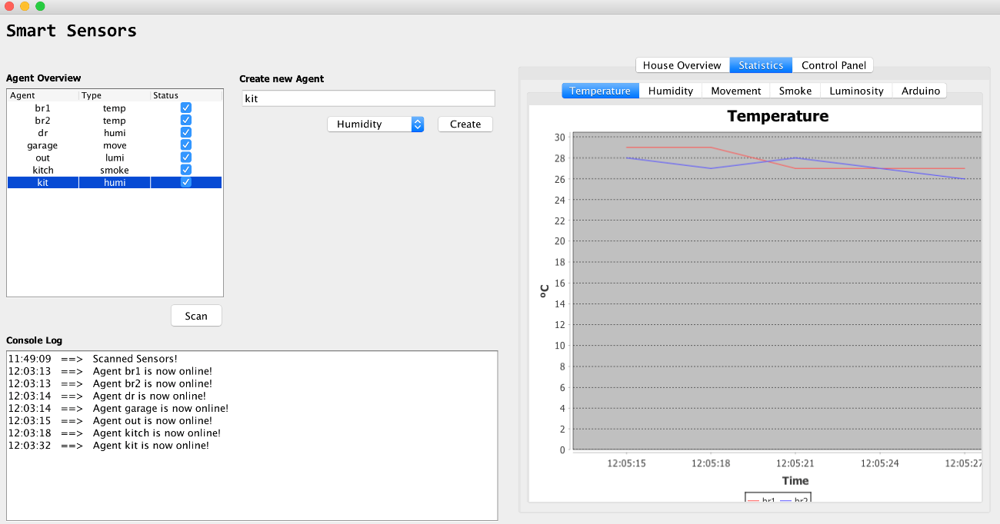 Smart Sensors
Agent Overview
Agent Type Status
br1 temp
br2 temp
dr humi
garage move
out lumi
kitch smoke
kit humi
Scan
Create new Agent
kit
Humidity Create
Console Log
11:49:09 ==> Scanned Sensors!
12:03:13 ==> Agent br1 is now online!
12:03:13 ==> Agent br2 is now online!
12:03:14 ==> Agent dr is now online!
12:03:14 ==> Agent garage is now online!
12:03:15 ==> Agent out is now online!
12:03:18 ==> Agent kitch is now online!
12:03:32 ==> Agent kit is now online!
House Overview Statistics Control Panel
Temperature Humidity Movement Smoke Luminosity Arduino
Temperature
30
28
26
24
22
20
18
16
14
12
10
8
6
4
2
0
ºC
12:05:15 12:05:18 12:05:21 12:05:24 12:05:27
Time
br1 br2